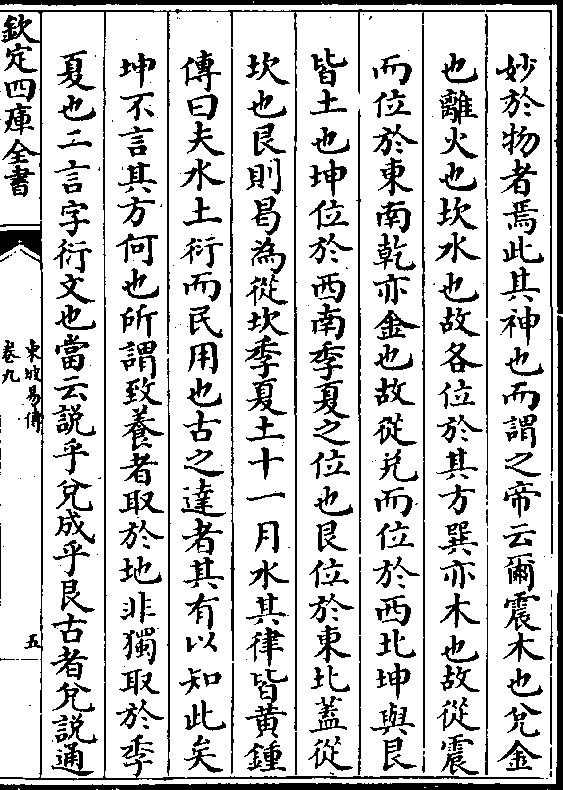 妙於物者焉此其神也而謂之帝云爾震木也兊金
也離火也坎水也故各位於其方巽亦木也故從震
而位於東南乾亦金也故從兊而位於西北坤與艮
皆土也坤位於西南季夏之位也艮位於東北蓋從
坎也艮則曷為從坎季夏土十一月水其律皆黃鍾
傳曰夫水土衍而民用也古之達者其有以知此矣
坤不言其方何也所謂致養者取於地非獨取於季
夏也二言字衍文也當云説乎兊成乎艮古者兊説通
欽定四庫全書
東坡易傳
卷九
五